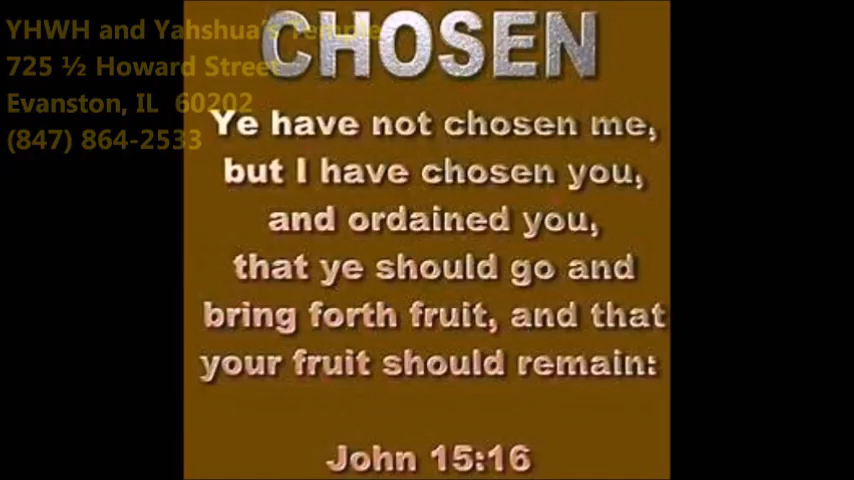 YHWH and Yahshua's Temple
725 ½ Howard Street
Evanston, IL 60202
(847) 864-2533
CHOSEN
Ye have not chosen me,
but I have chosen you,
and ordained you,
that ye should go and
bring forth fruit, and that
your fruit should remain:
John 15:16